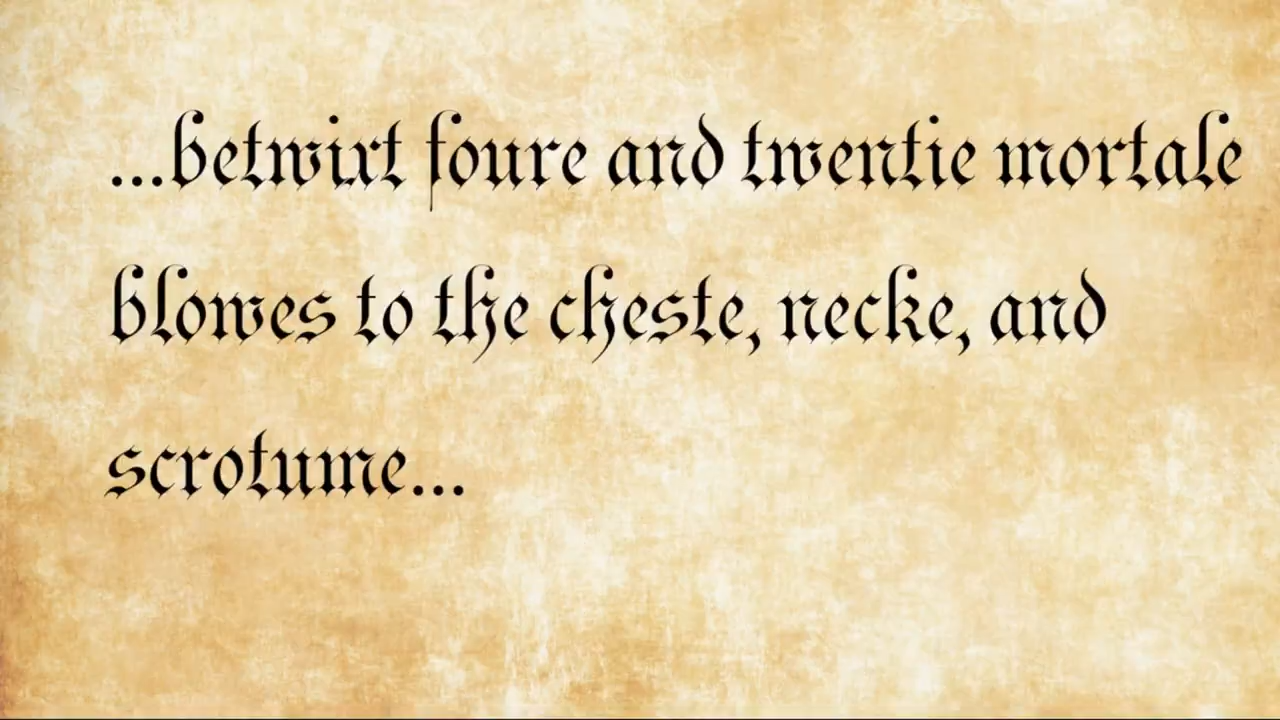 ...betwixt foure and twentie mortale
blowes to the cheste, necke, and
scrotume...